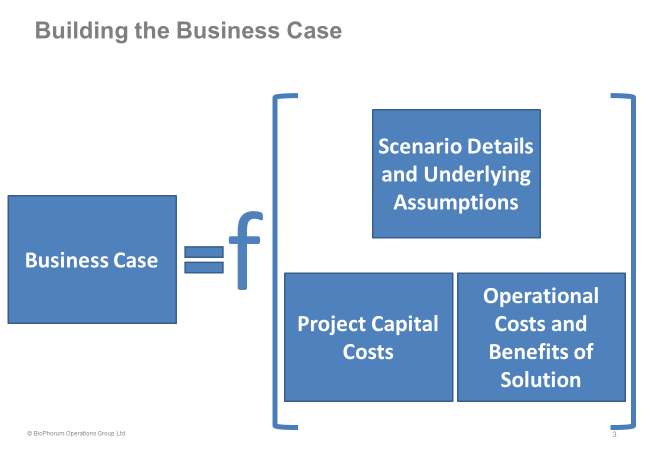 Building the Business Case
Scenario Details
and Underlying
Assumptions
Business Case
= f
Project Capital
Costs
Operational
Costs and
Benefits of
Solution
© BioPhorum Operations Group Ltd
3